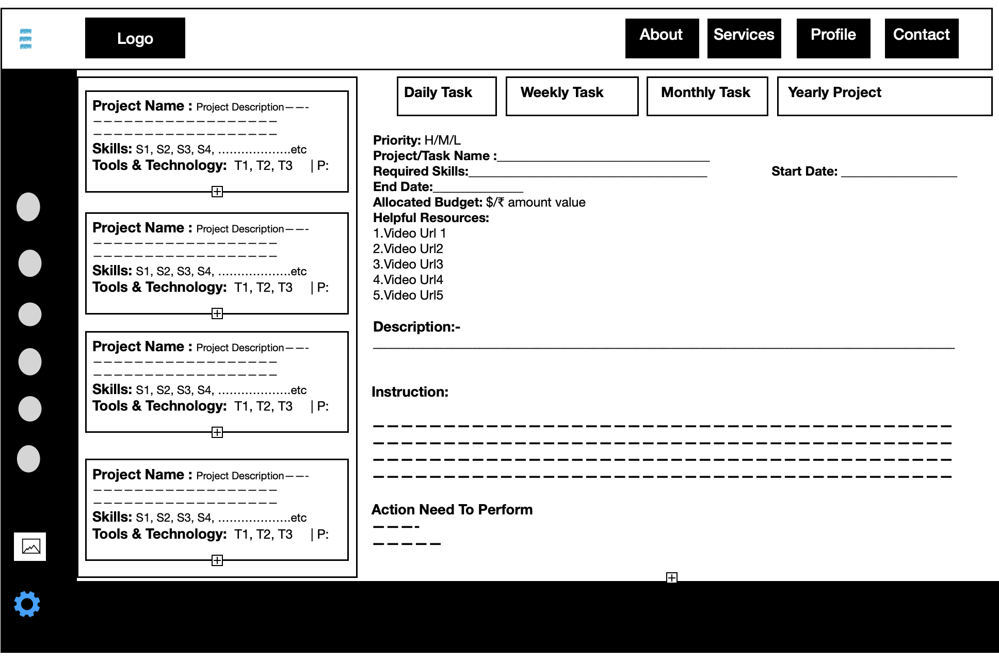 Logo
About
Services
Profile
Contact
Project Name : Project Description———-
——————————————————
——————————————————
Skills: S1, S2, S3, S4, ……………….etc
Tools & Technology:  T1, T2, T3     | P:
Project Name : Project Description———-
——————————————————
——————————————————
Skills: S1, S2, S3, S4, ……………….etc
Tools & Technology:  T1, T2, T3     | P:
Project Name : Project Description———-
——————————————————
——————————————————
Skills: S1, S2, S3, S4, ……………….etc
Tools & Technology:  T1, T2, T3     | P:
Project Name : Project Description———-
——————————————————
——————————————————
Skills: S1, S2, S3, S4, ……………….etc
Tools & Technology:  T1, T2, T3     | P:
Daily Task
Weekly Task
Monthly Task
Yearly Project
Priority: H/M/L
Project/Task Name :_________________________________
Required Skills:_____________________________________ Start Date: __________________
End Date:______________
Allocated Budget: $/₹ amount value
Helpful Resources:
1.Video Url 1
2.Video Url2
3.Video Url3
4.Video Url4
5.Video Url5
Description:-
__________________________________________________________________________________
Instruction:
—————————————————————————————————————————
—————————————————————————————————————————
—————————————————————————————————————————
—————————————————————————————————————————
Action Need To Perform
———-
—————